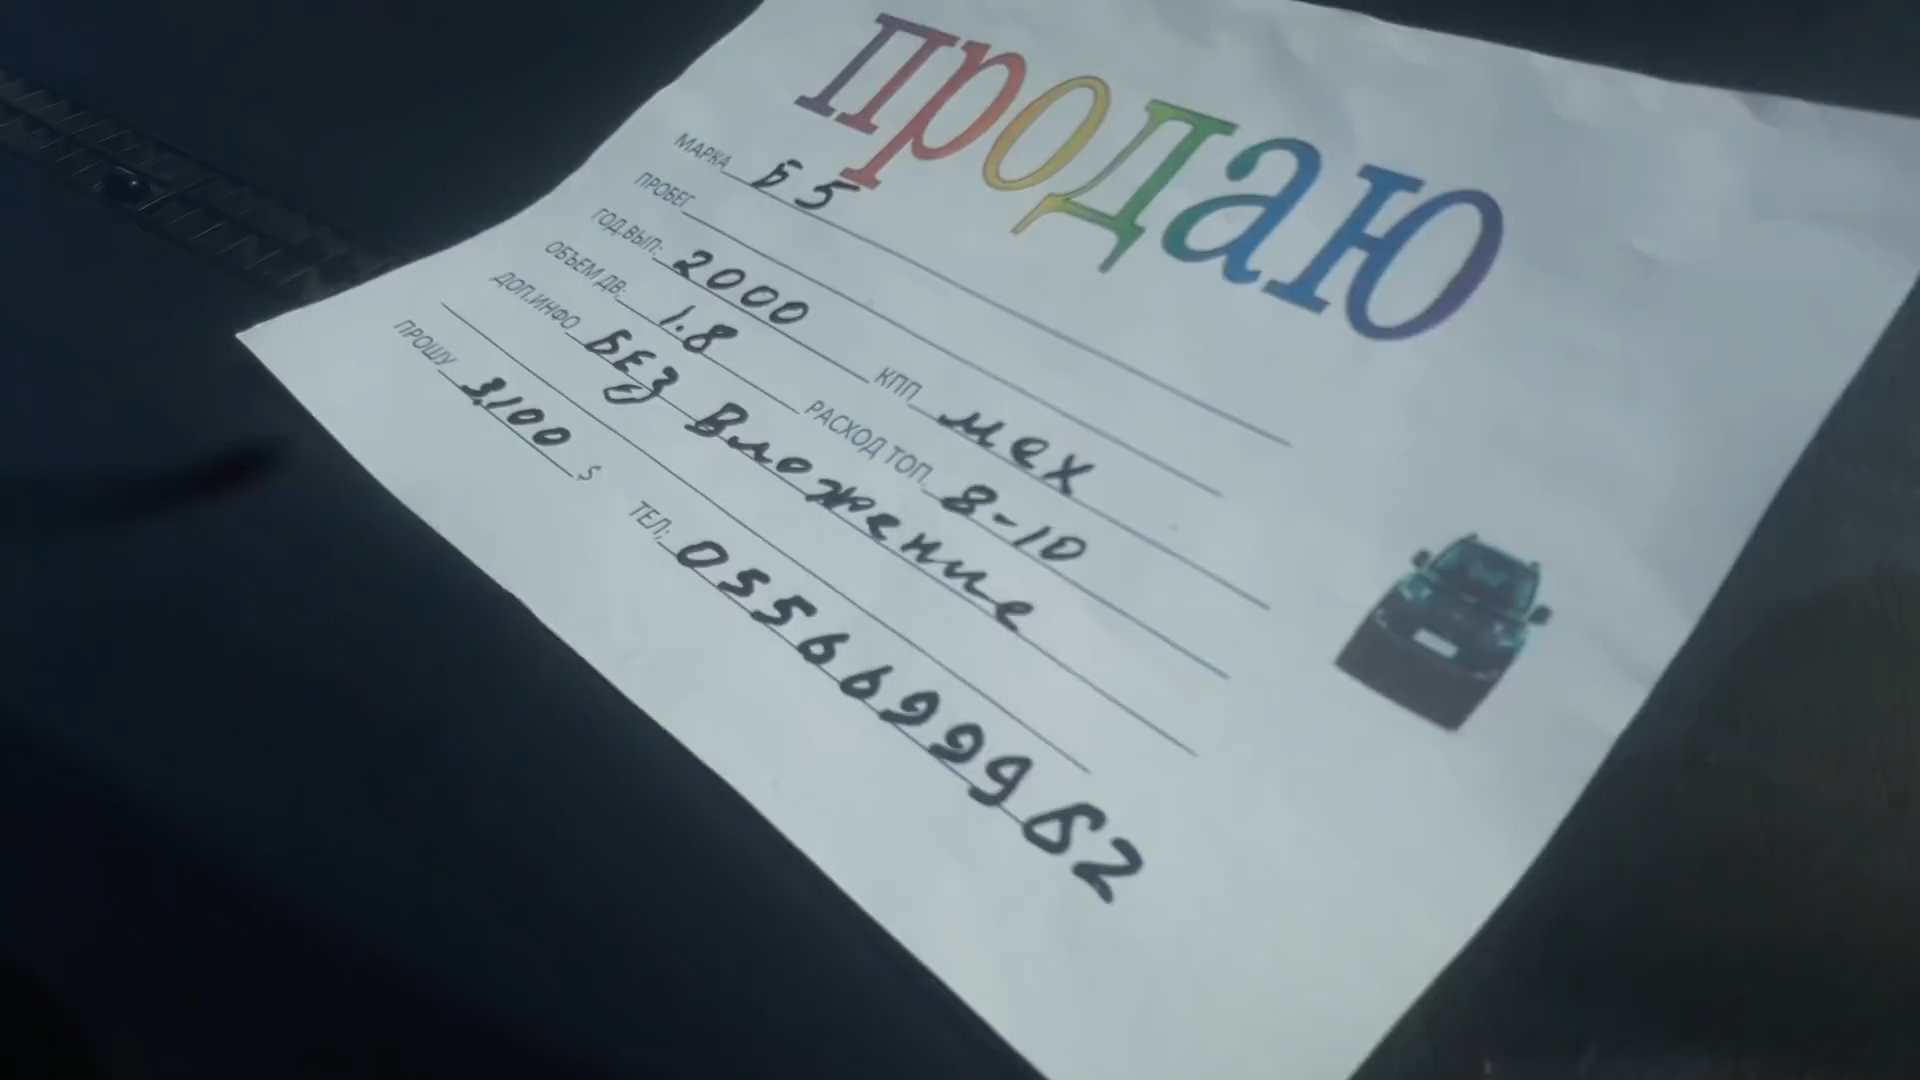 продаю
МАРКА Б5
ПРОБЕГ
ГОД.ВЫП: 2000 КПП мех
ОБЪЕМ ДВ: 1.8 РАСХОД ТОП. 8-10
ДОП.ИНФО БЕЗ Вложение
ПРОШУ 3100 $ ТЕЛ; 0556699982